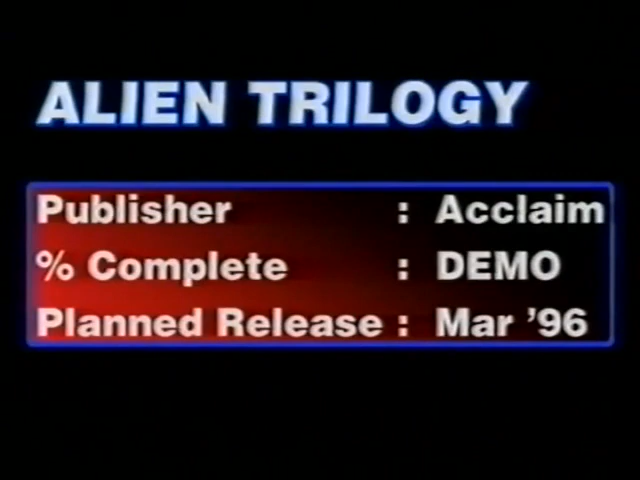 ALIEN TRILOGY
Publisher : Acclaim
% Complete : DEMO
Planned Release : Mar '96